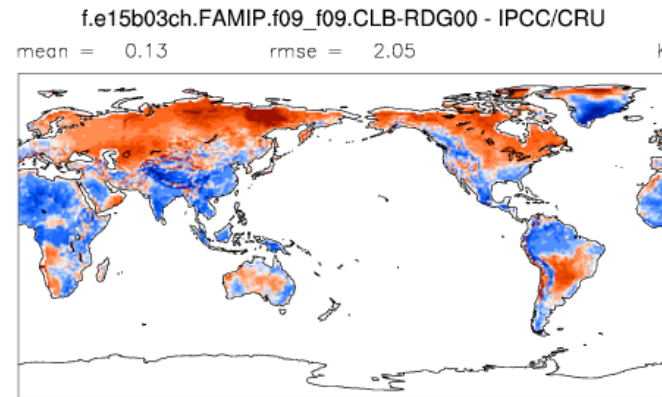 f.e15b03ch.FAMIP.f09_f09.CLB-RDG00 - IPCC/CRU
mean = 0.13 rmse = 2.05